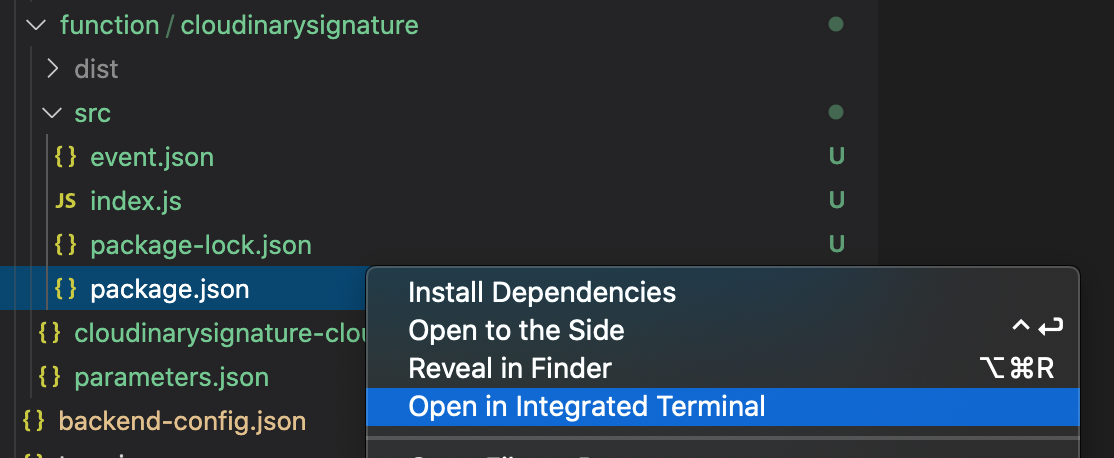 function / cloudinarysignature
dist
src
{} event.json U
JS index.js U
{} package-lock.json U
{} package.json
Install Dependencies
Open to the Side ^⏎
{} cloudinarysignature-clou
Reveal in Finder ⌥⌘R
{} parameters.json
Open in Integrated Terminal
{} backend-config.json